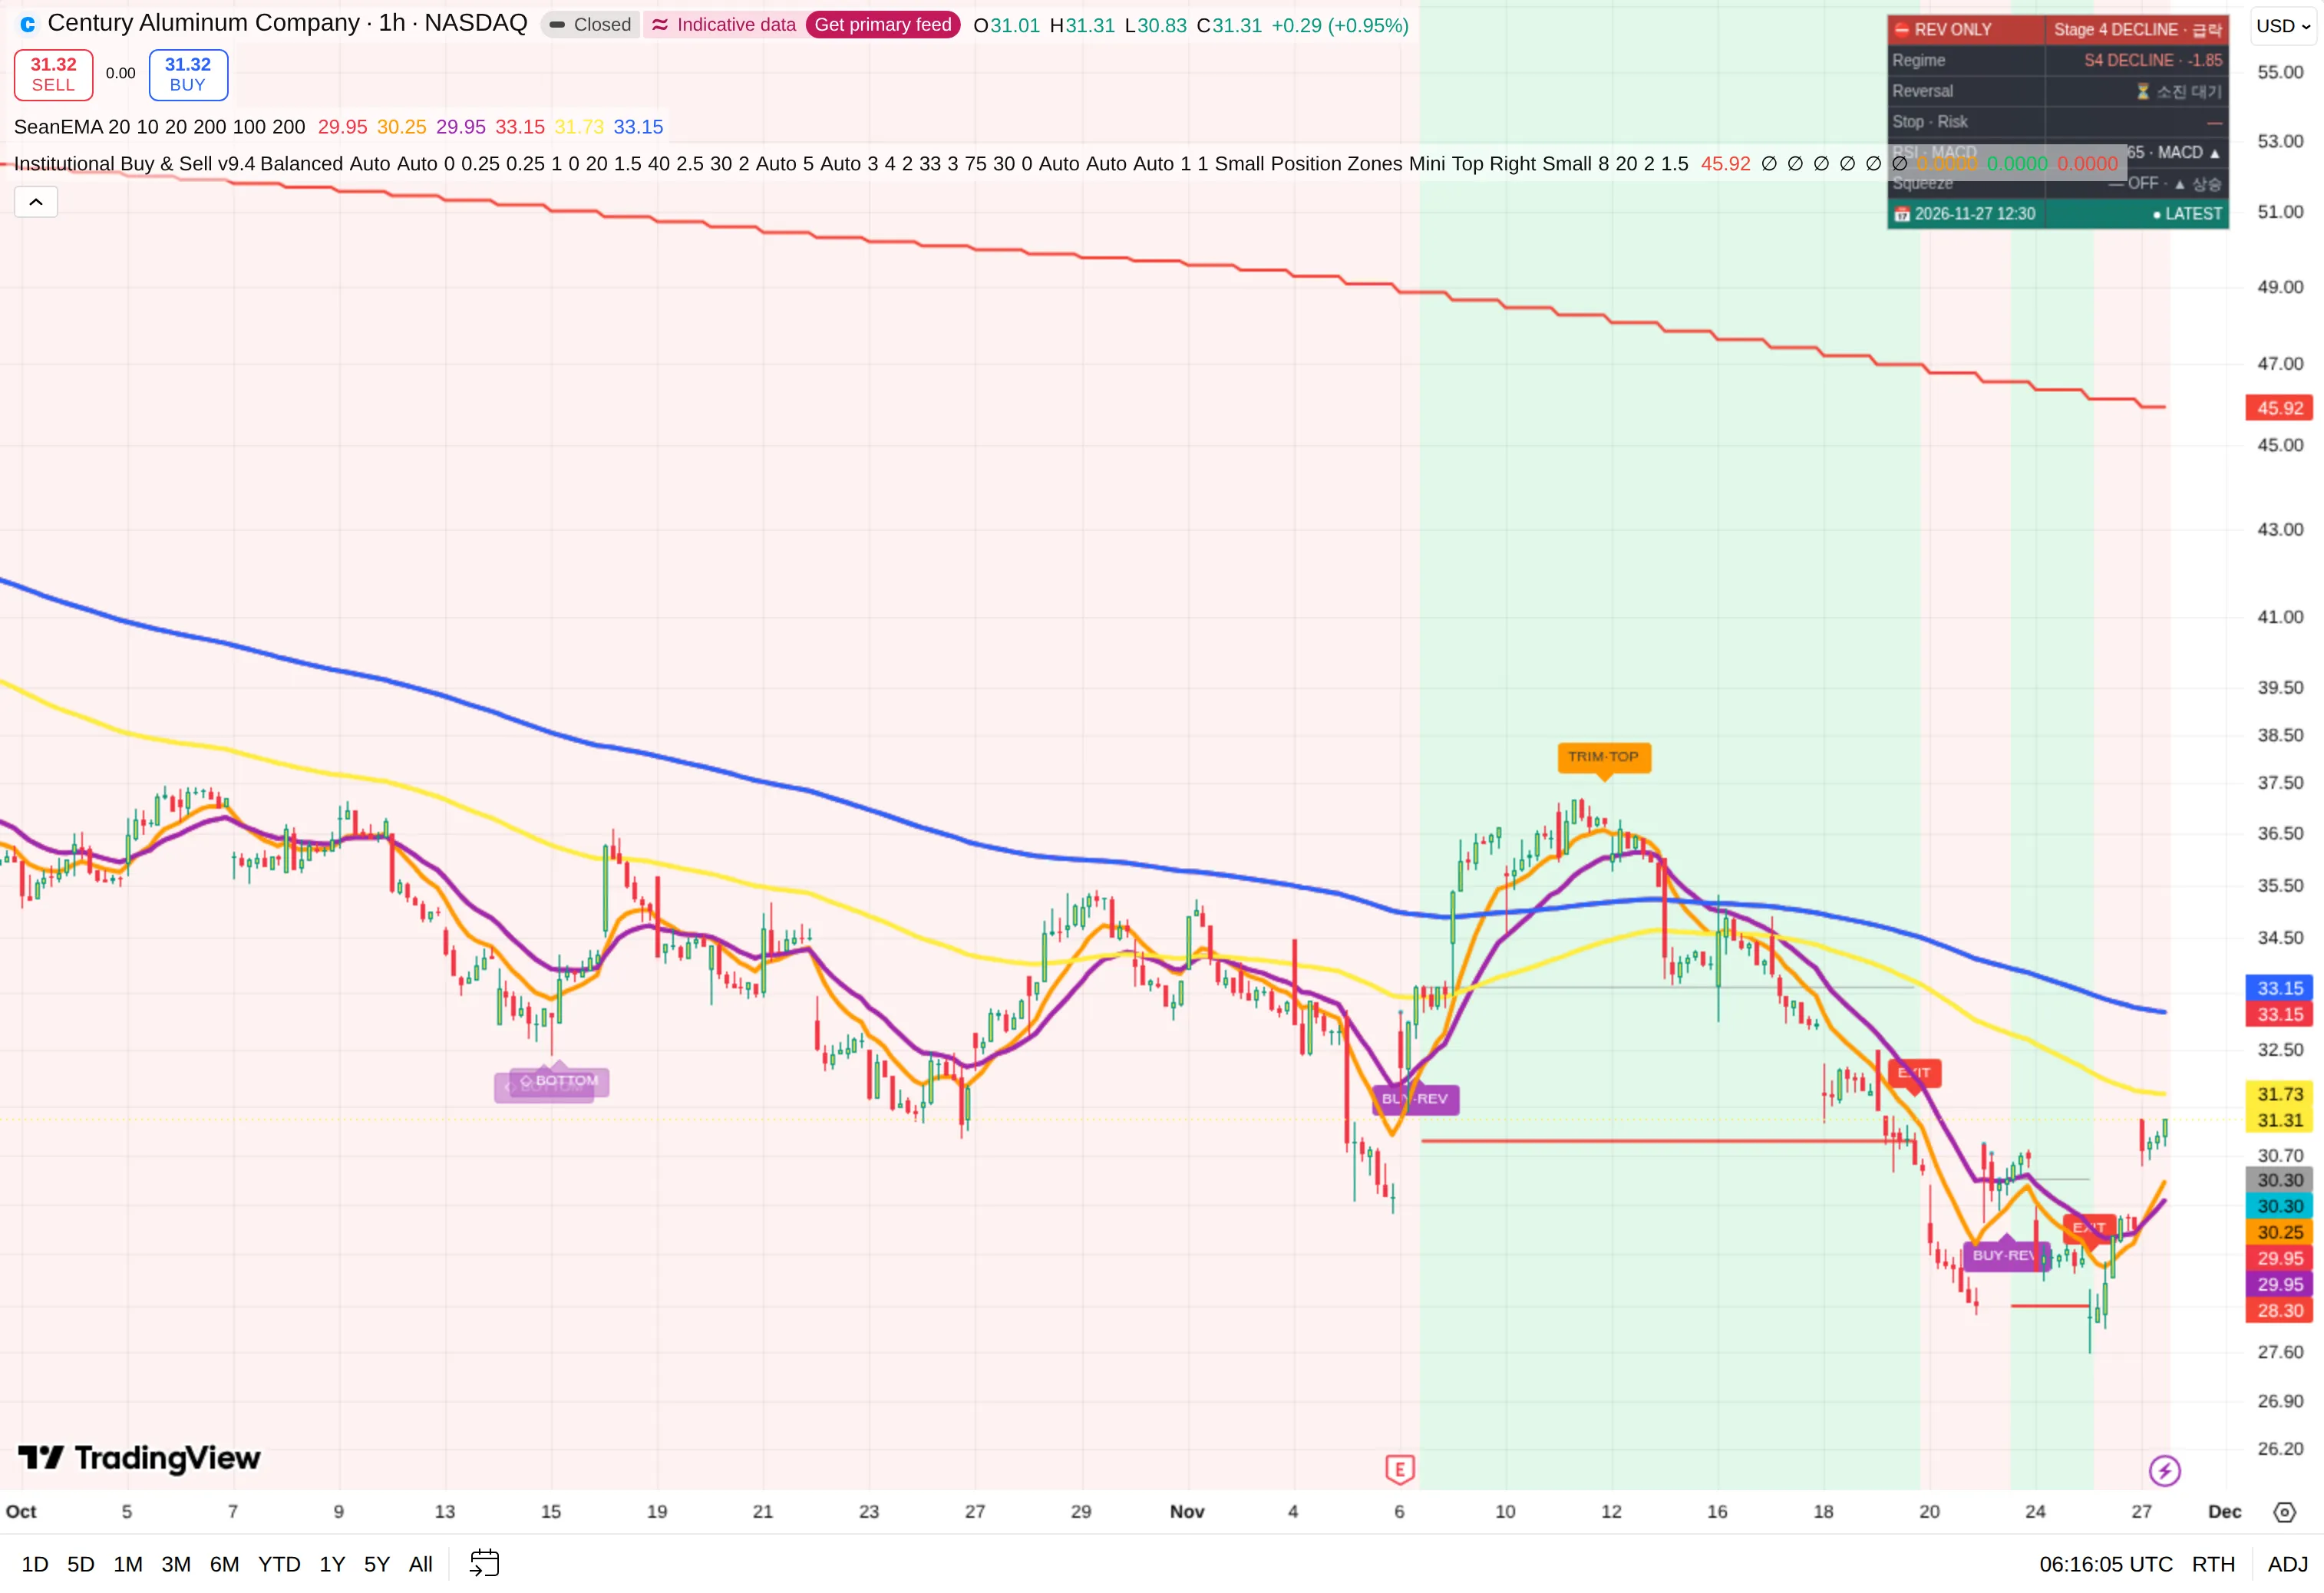 Century Aluminum Company · 1h · NASDAQ Closed Indicative data Get primary feed O31.01 H31.31 L30.83 C31.31 +0.29 (+0.95%)
31.32 SELL 0.00 31.32 BUY
SeanEMA 20 10 20 200 100 200 29.95 30.25 29.95 33.15 31.73 33.15
Institutional Buy & Sell v9.4 Balanced Auto Auto 0 0.25 0.25 1 0 20 1.5 40 2.5 30 2 Auto 5 Auto 3 4 2 33 3 75 30 0 Auto Auto Auto 1 1 Small Position Zones Mini Top Right Small 8 20 2 1.5 45.92 ∅ ∅ ∅ ∅ ∅ ∅ 0.0000 0.0000 0.0000
REV ONLY Stage 4 DECLINE · 급락
Regime S4 DECLINE · -1.85
Reversal ⏳ 소진 대기
Stop · Risk —
RSI · MACD 65 · MACD ▲
Squeeze — OFF · ▲ 상승
2026-11-27 12:30 ● LATEST
USD
55.00
53.00
51.00
49.00
47.00
45.92
45.00
43.00
41.00
39.50
38.50
37.50
36.50
35.50
34.50
33.15
33.15
32.50
31.73
31.31
30.70
30.30
30.30
30.25
29.95
29.95
28.30
27.60
26.90
26.20
TRIM-TOP
◇ BOTTOM
BUY-REV
EXIT
BUY-REV
EXIT
TradingView
E
Oct 5 7 9 13 15 19 21 23 27 29 Nov 4 6 10 12 16 18 20 24 27 Dec
1D 5D 1M 3M 6M YTD 1Y 5Y All 06:16:05 UTC RTH ADJ